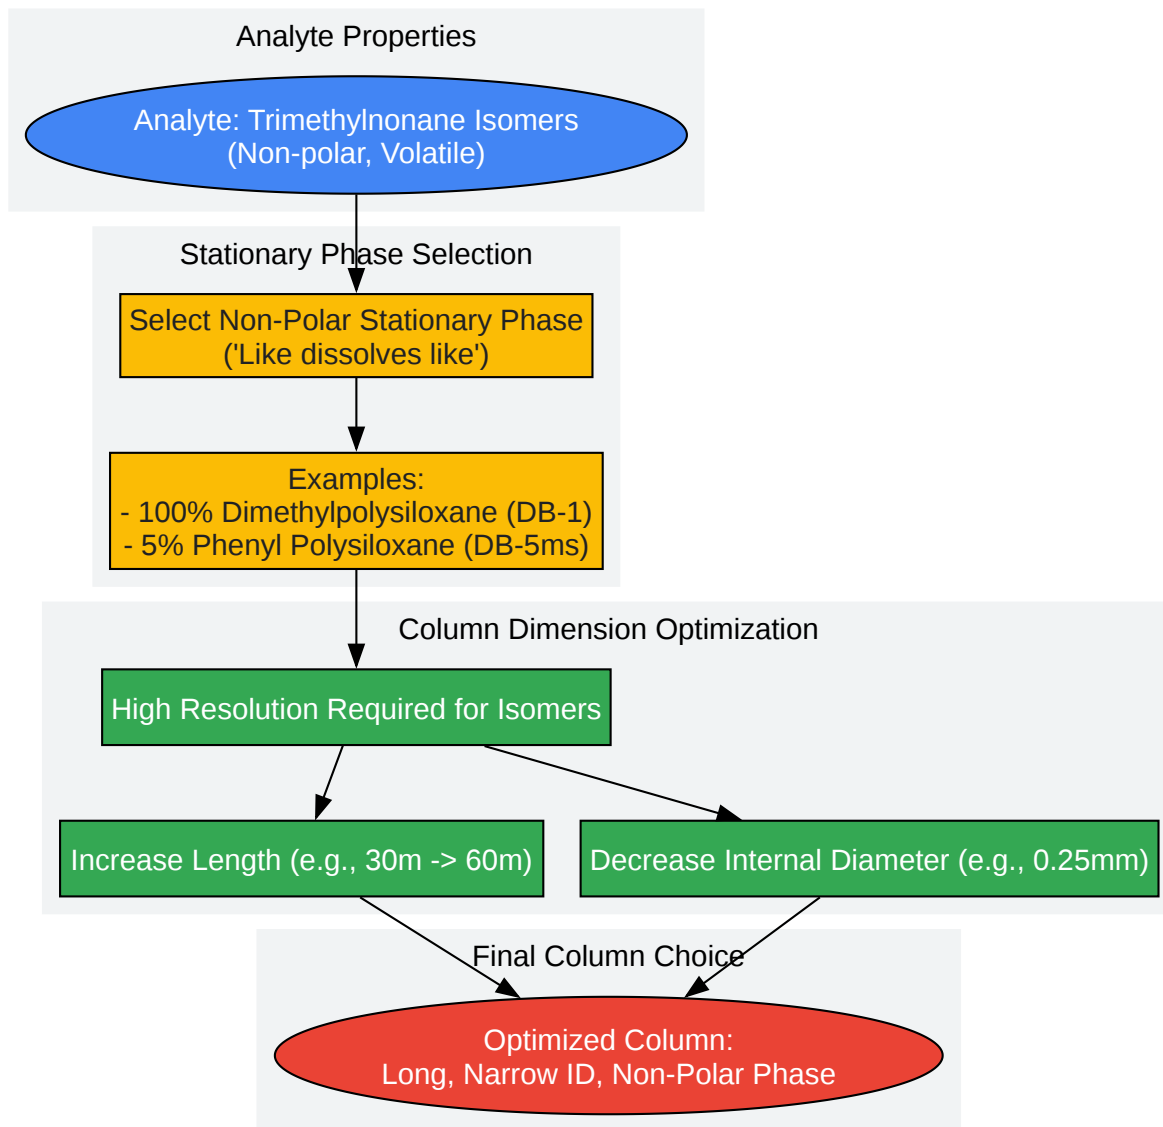 Analyte Properties
Analyte: Trimethylnonane Isomers
(Non-polar, Volatile)
Stationary Phase Selection
Select Non-Polar Stationary Phase
('Like dissolves like')
Examples:
- 100% Dimethylpolysiloxane (DB-1)
- 5% Phenyl Polysiloxane (DB-5ms)
Column Dimension Optimization
High Resolution Required for Isomers
Increase Length (e.g., 30m -> 60m)
Decrease Internal Diameter (e.g., 0.25mm)
Final Column Choice
Optimized Column:
Long, Narrow ID, Non-Polar Phase